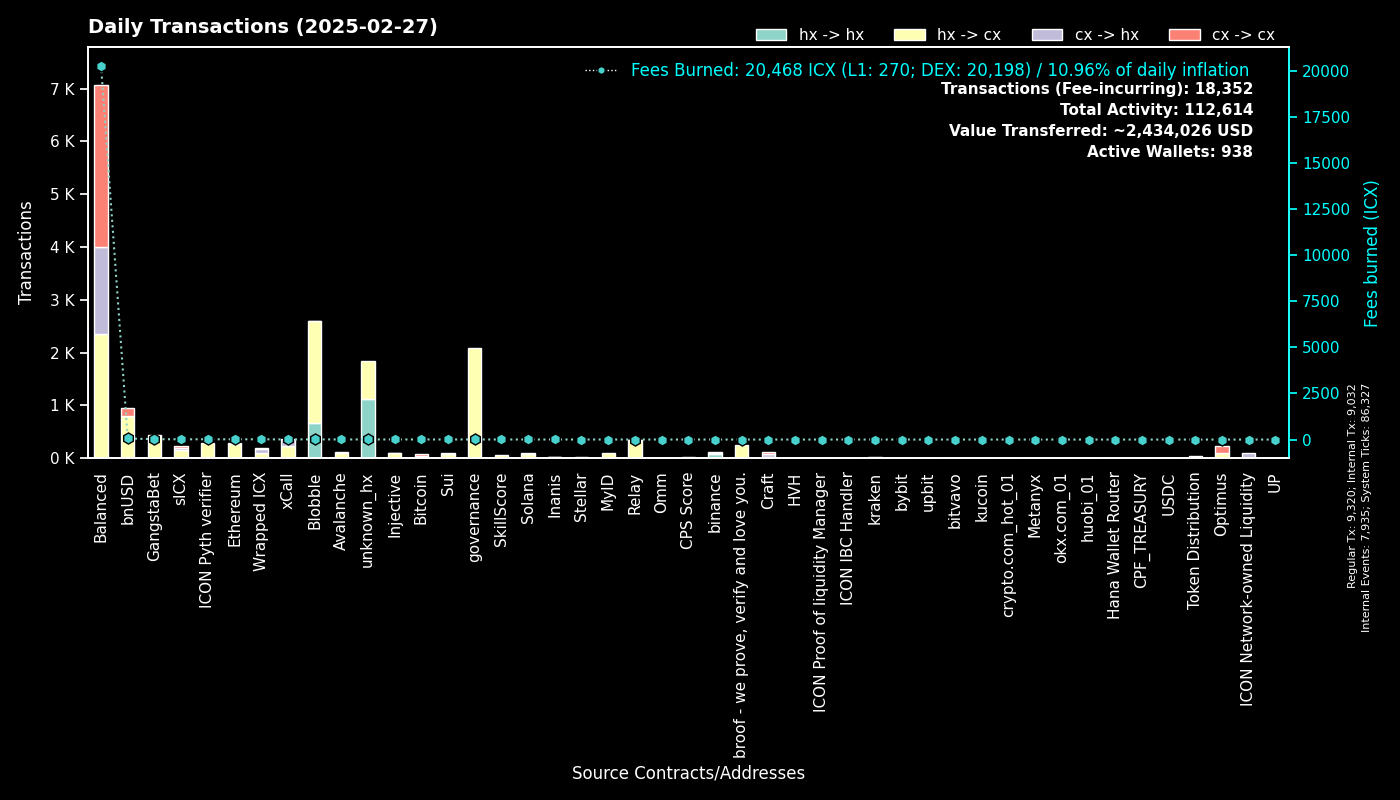 Daily Transactions (2025-02-27)
hx -> hx
hx -> cx
cx -> hx
cx -> cx
Fees Burned: 20,468 ICX (L1: 270; DEX: 20,198) / 10.96% of daily inflation
Transactions (Fee-incurring): 18,352
Total Activity: 112,614
Value Transferred: ~2,434,026 USD
Active Wallets: 938
Transactions
7 K
6 K
5 K
4 K
3 K
2 K
1 K
0 K
20000
17500
15000
12500
10000
7500
5000
2500
0
Fees burned (ICX)
Regular Tx: 9,320; Internal Tx: 9,032
Internal Events: 7,935; System Ticks: 86,327
Balanced
bnUSD
GangstaBet
sICX
ICON Pyth verifier
Ethereum
Wrapped ICX
xCall
Blobble
Avalanche
unknown_hx
Injective
Bitcoin
Sui
governance
SkillScore
Solana
Inanis
Stellar
MyID
Relay
Omm
CPS Score
binance
broof - we prove, verify and love you.
Craft
HVH
ICON Proof of liquidity Manager
ICON IBC Handler
kraken
bybit
upbit
bitvavo
kucoin
crypto.com_hot_01
Metanyx
okx.com_01
huobi_01
Hana Wallet Router
CPF_TREASURY
USDC
Token Distribution
Optimus
ICON Network-owned Liquidity
UP
Source Contracts/Addresses